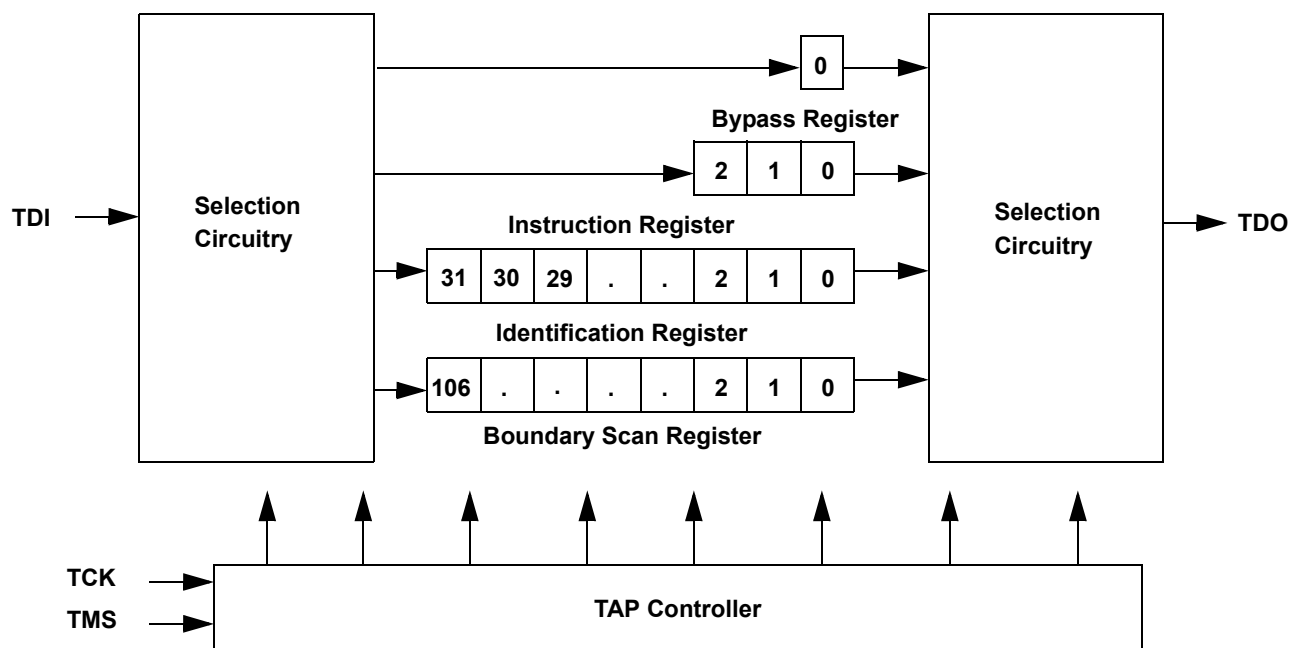 0
Bypass Register
2 1 0
TDI
Selection
Circuitry
Instruction Register
31 30 29 . . 2 1 0
Identification Register
106 . . . . 2 1 0
Boundary Scan Register
Selection
Circuitry
TDO
TCK
TMS
TAP Controller